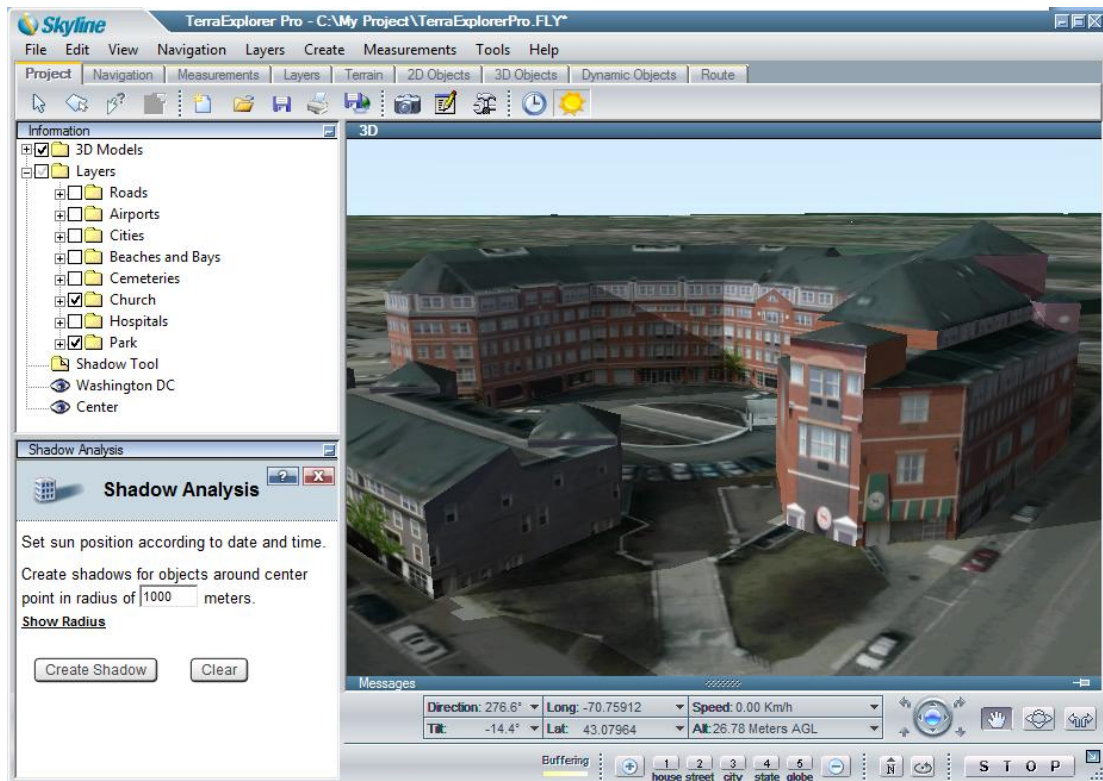 Skyline
TerraExplorer Pro - C:\My Project\TerraExplorerPro.FLY*
File Edit View Navigation Layers Create Measurements Tools Help
Project Navigation Measurements Layers Terrain 2D Objects 3D Objects Dynamic Objects Route
Information
3D Models
Layers
Roads
Airports
Cities
Beaches and Bays
Cemeteries
Church
Hospitals
Park
Shadow Tool
Washington DC
Center
Shadow Analysis
Shadow Analysis
?
X
Set sun position according to date and time.
Create shadows for objects around center
point in radius of 1000 meters.
Show Radius
Create Shadow Clear
3D
Messages
Direction: 276.6° Long: -70.75912 Speed: 0.00 Km/h
Tilt: -14.4° Lat: 43.07964 Alt: 26.78 Meters AGL
Buffering
1 2 3 4 5
house street city state globe
N
S T O P